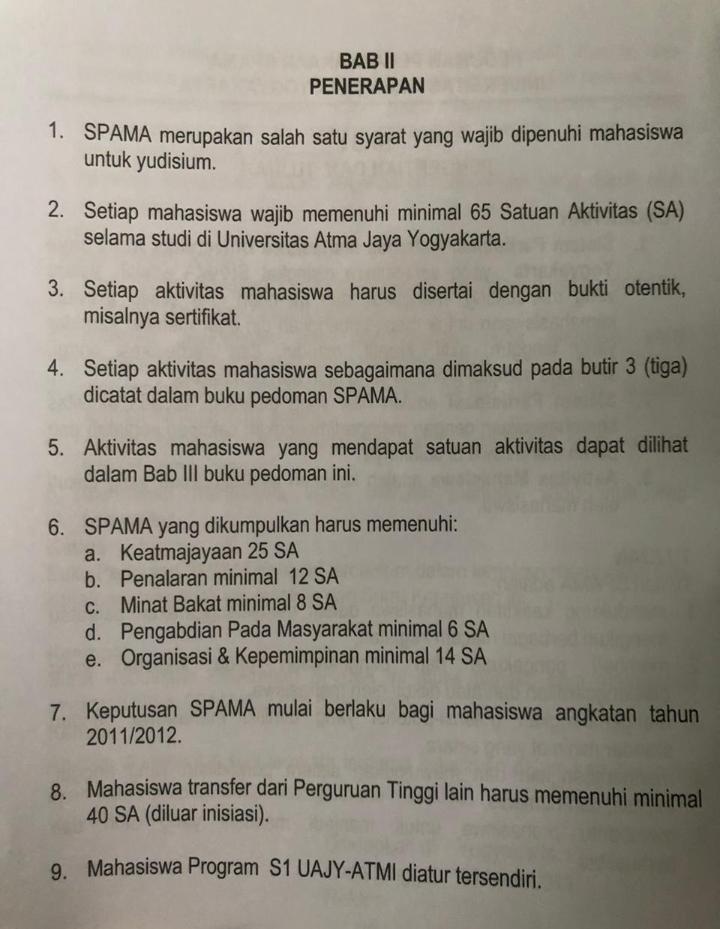 BAB II
PENERAPAN
1. SPAMA merupakan salah satu syarat yang wajib dipenuhi mahasiswa
untuk yudisium.
2. Setiap mahasiswa wajib memenuhi minimal 65 Satuan Aktivitas (SA)
selama studi di Universitas Atma Jaya Yogyakarta.
3. Setiap aktivitas mahasiswa harus disertai dengan bukti otentik,
misalnya sertifikat.
4. Setiap aktivitas mahasiswa sebagaimana dimaksud pada butir 3 (tiga)
dicatat dalam buku pedoman SPAMA.
5. Aktivitas mahasiswa yang mendapat satuan aktivitas dapat dilihat
dalam Bab III buku pedoman ini.
6. SPAMA yang dikumpulkan harus memenuhi:
a. Keatmajayaan 25 SA
b. Penalaran minimal 12 SA
c. Minat Bakat minimal 8 SA
d. Pengabdian Pada Masyarakat minimal 6 SA
e. Organisasi & Kepemimpinan minimal 14 SA
7. Keputusan SPAMA mulai berlaku bagi mahasiswa angkatan tahun
2011/2012.
8. Mahasiswa transfer dari Perguruan Tinggi lain harus memenuhi minimal
40 SA (diluar inisiasi).
9. Mahasiswa Program S1 UAJY-ATMI diatur tersendiri.